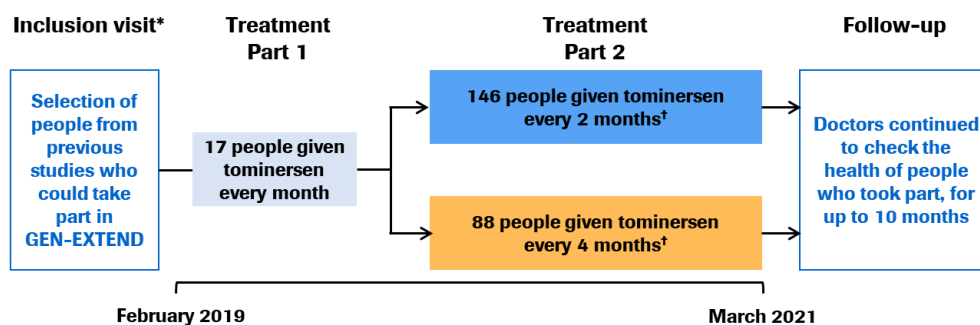 Inclusion visit*
Treatment
Part 1
Treatment
Part 2
Follow-up
Selection of
people from
previous
studies who
could take
part in
GEN-EXTEND
17 people given
tominersen
every month
146 people given tominersen
every 2 months†
88 people given tominersen
every 4 months†
Doctors continued
to check the
health of people
who took part, for
up to 10 months
February 2019
March 2021